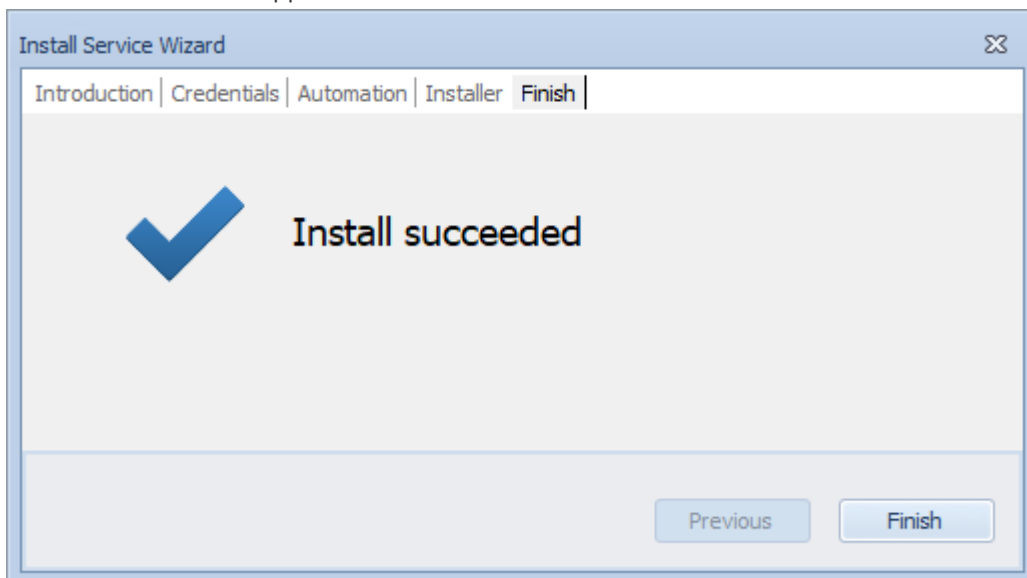 Install Service Wizard
Introduction | Credentials | Automation | Installer Finish |
Install succeeded
Previous Finish